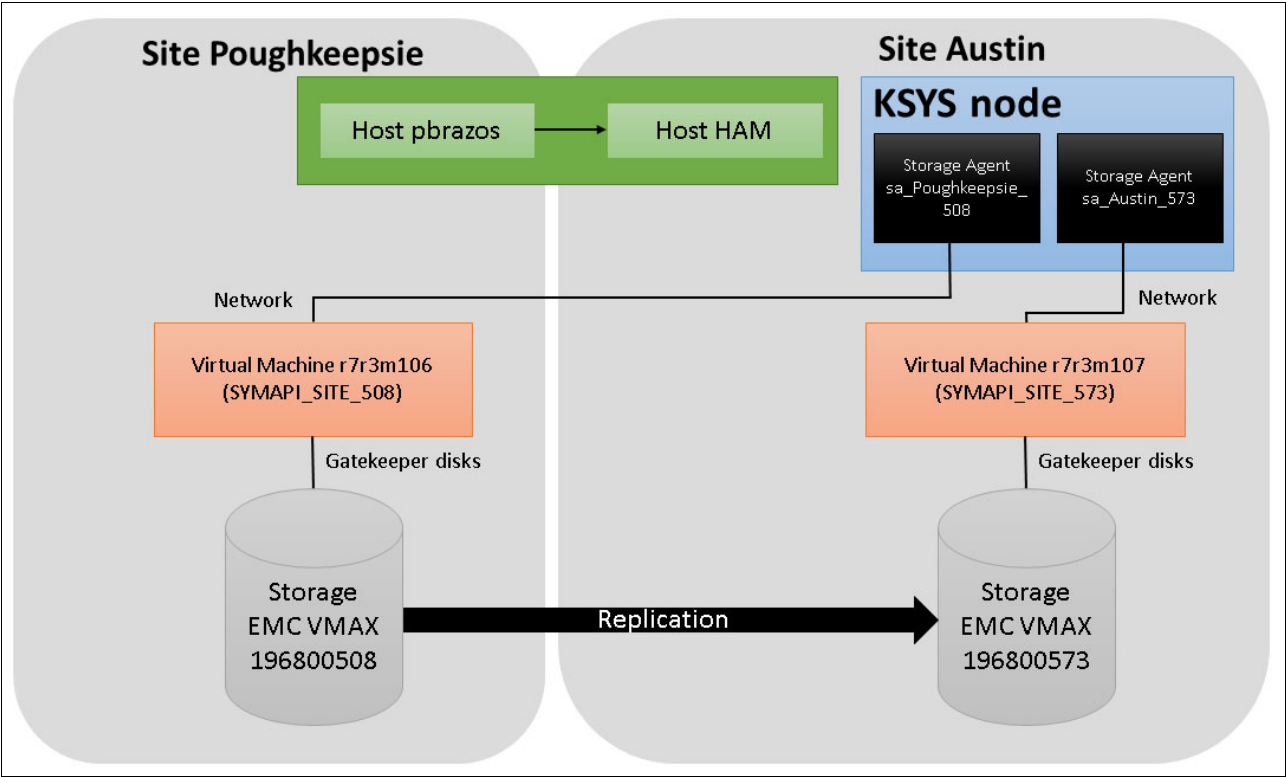 Site Poughkeepsie
Site Austin
KSYS node
Host pbrazos
Host HAM
Storage Agent
sa_Poughkeepsie_
508
Storage Agent
sa_Austin_573
Network
Network
Virtual Machine r7r3m106
(SYMAPI_SITE_508)
Virtual Machine r7r3m107
(SYMAPI_SITE_573)
Gatekeeper disks
Gatekeeper disks
Storage
EMC VMAX
196800508
Replication
Storage
EMC VMAX
196800573